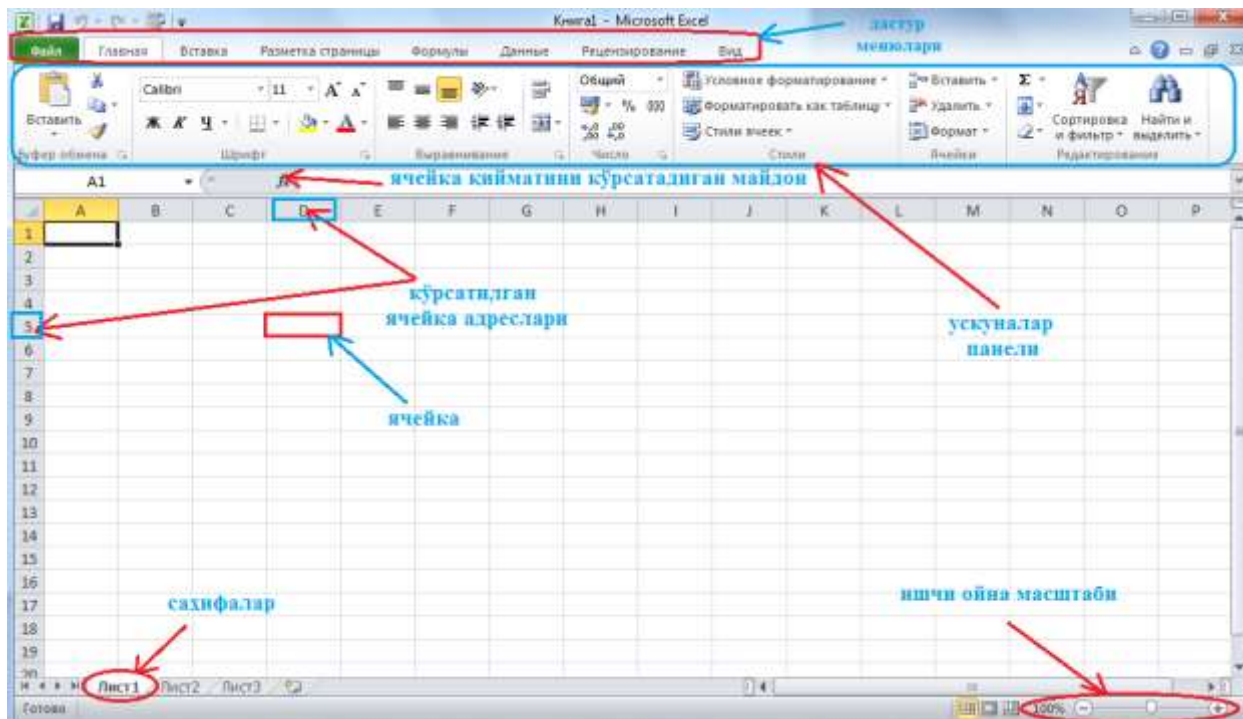 Книга1 - Microsoft Excel
дастур
менюлари
Файл Главная Вставка Разметка страницы Формулы Данные Рецензирование Вид
Вставить
Calibri 11
Ж К Ч
Общий
% 000
Условное форматирование
Форматировать как таблицу
Стили ячеек
Вставить
Удалить
Формат
Σ
Сортировка и фильтр
Найти и выделить
Буфер обмена Шрифт Выравнивание Число Стили Ячейки Редактирование
A1
ячейка кийматини кўрсатадиган майдон
A B C D E F G H I J K L M N O P
1
2
3
4
5
6
7
8
9
10
11
12
13
14
15
16
17
18
19
20
кўрсатилган
ячейка адреслари
ускуналар
панели
ячейка
сахифалар
ишчи ойна масштаби
Лист1 Лист2 Лист3
Готово
100%